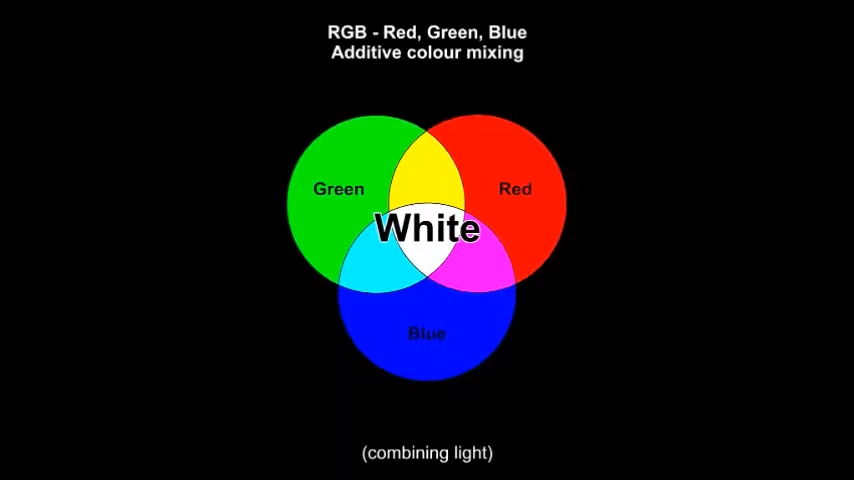 RGB - Red, Green, Blue
Additive colour mixing
Green
Red
White
Blue
(combining light)